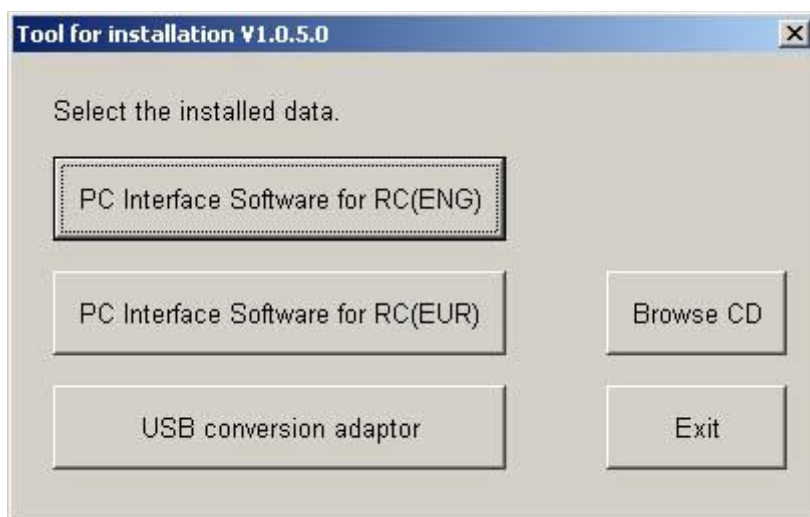 Tool for installation V1.0.5.0
Select the installed data.
PC Interface Software for RC(ENG)
PC Interface Software for RC(EUR)
Browse CD
USB conversion adaptor
Exit